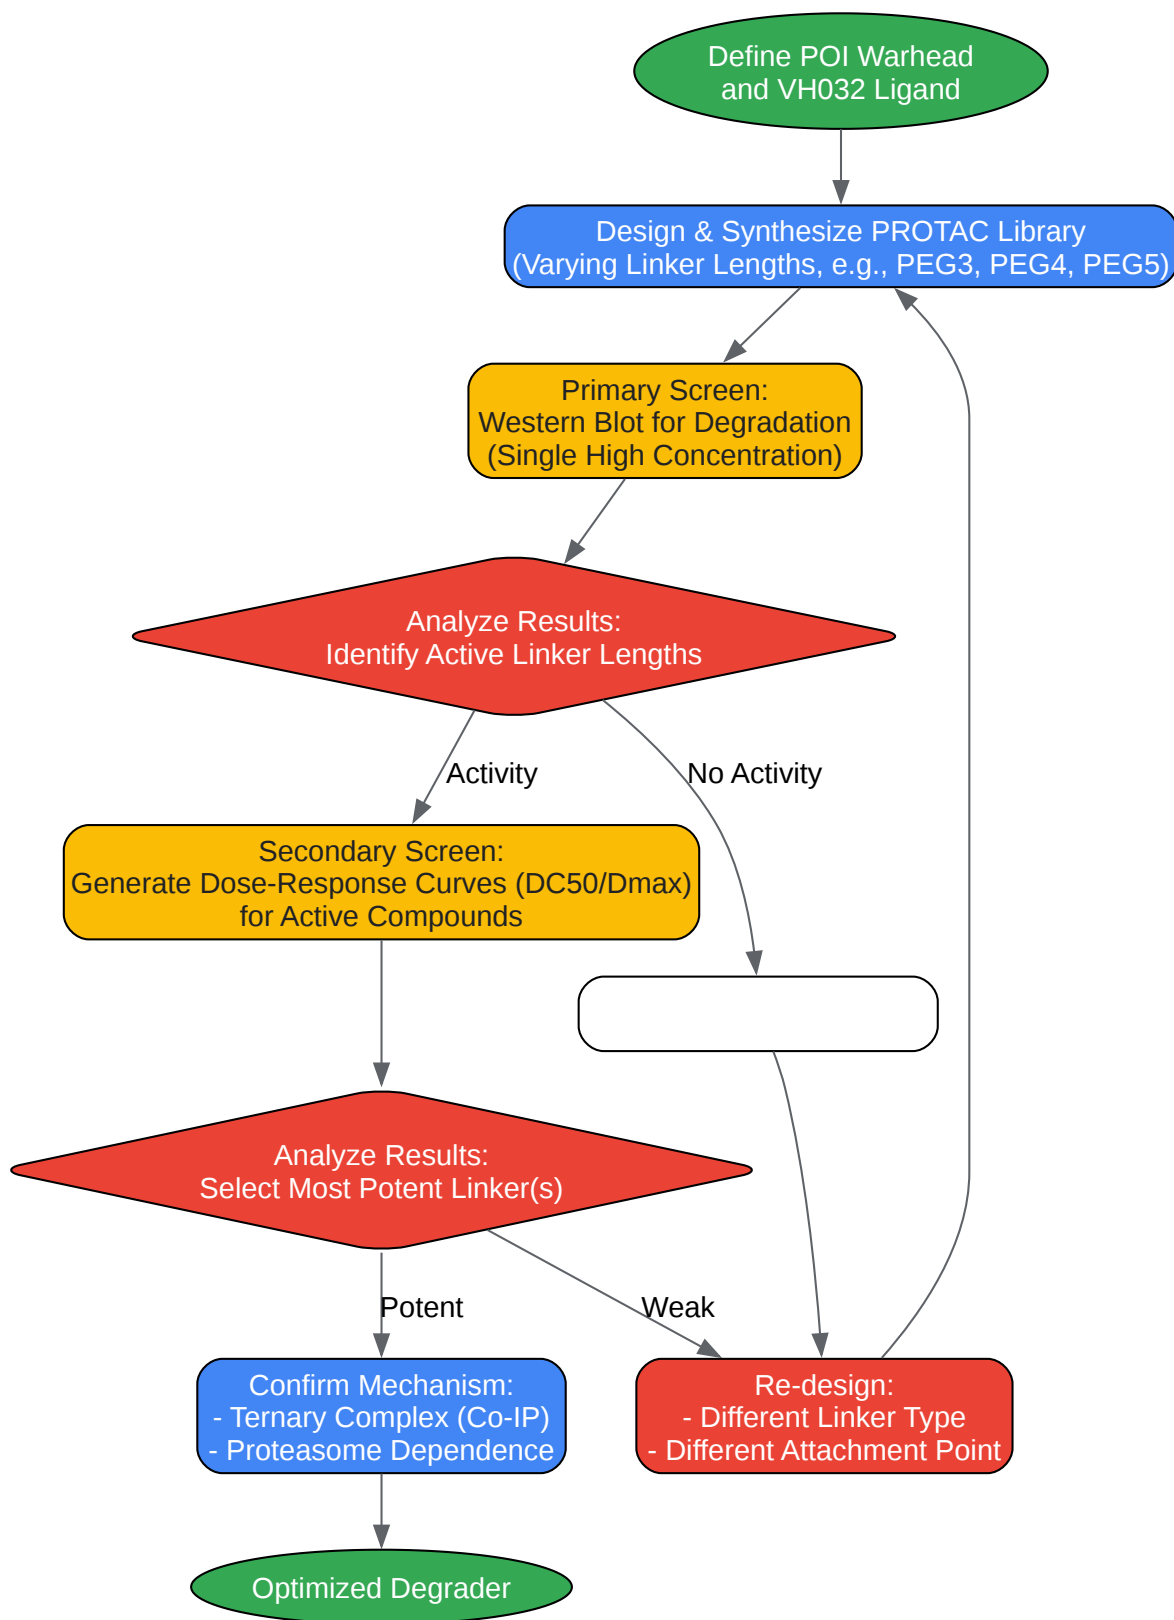 Define POI Warhead
and VH032 Ligand
Design & Synthesize PROTAC Library
(Varying Linker Lengths, e.g., PEG3, PEG4, PEG5)
Primary Screen:
Western Blot for Degradation
(Single High Concentration)
Analyze Results:
Identify Active Linker Lengths
Activity
No Activity
Secondary Screen:
Generate Dose-Response Curves (DC50/Dmax)
for Active Compounds
Analyze Results:
Select Most Potent Linker(s)
Potent
Weak
Confirm Mechanism:
- Ternary Complex (Co-IP)
- Proteasome Dependence
Re-design:
- Different Linker Type
- Different Attachment Point
Optimized Degrader